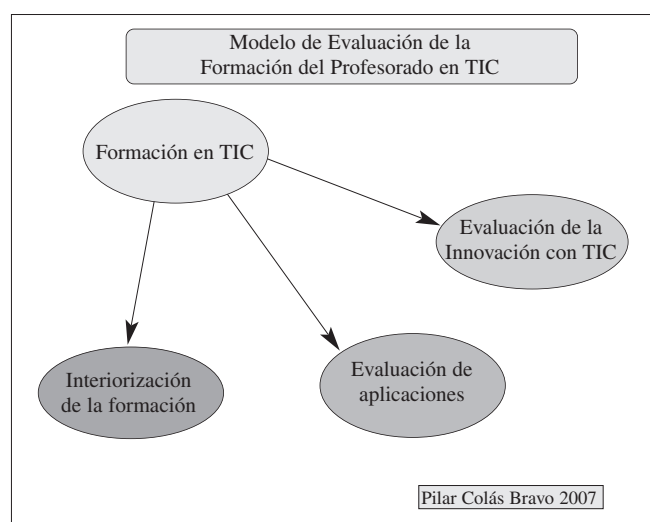 Modelo de Evaluación de la
Formación del Profesorado en TIC
Formación en TIC
Evaluación de la
Innovación con TIC
Interiorización
de la formación
Evaluación de
aplicaciones
Pilar Colás Bravo 2007